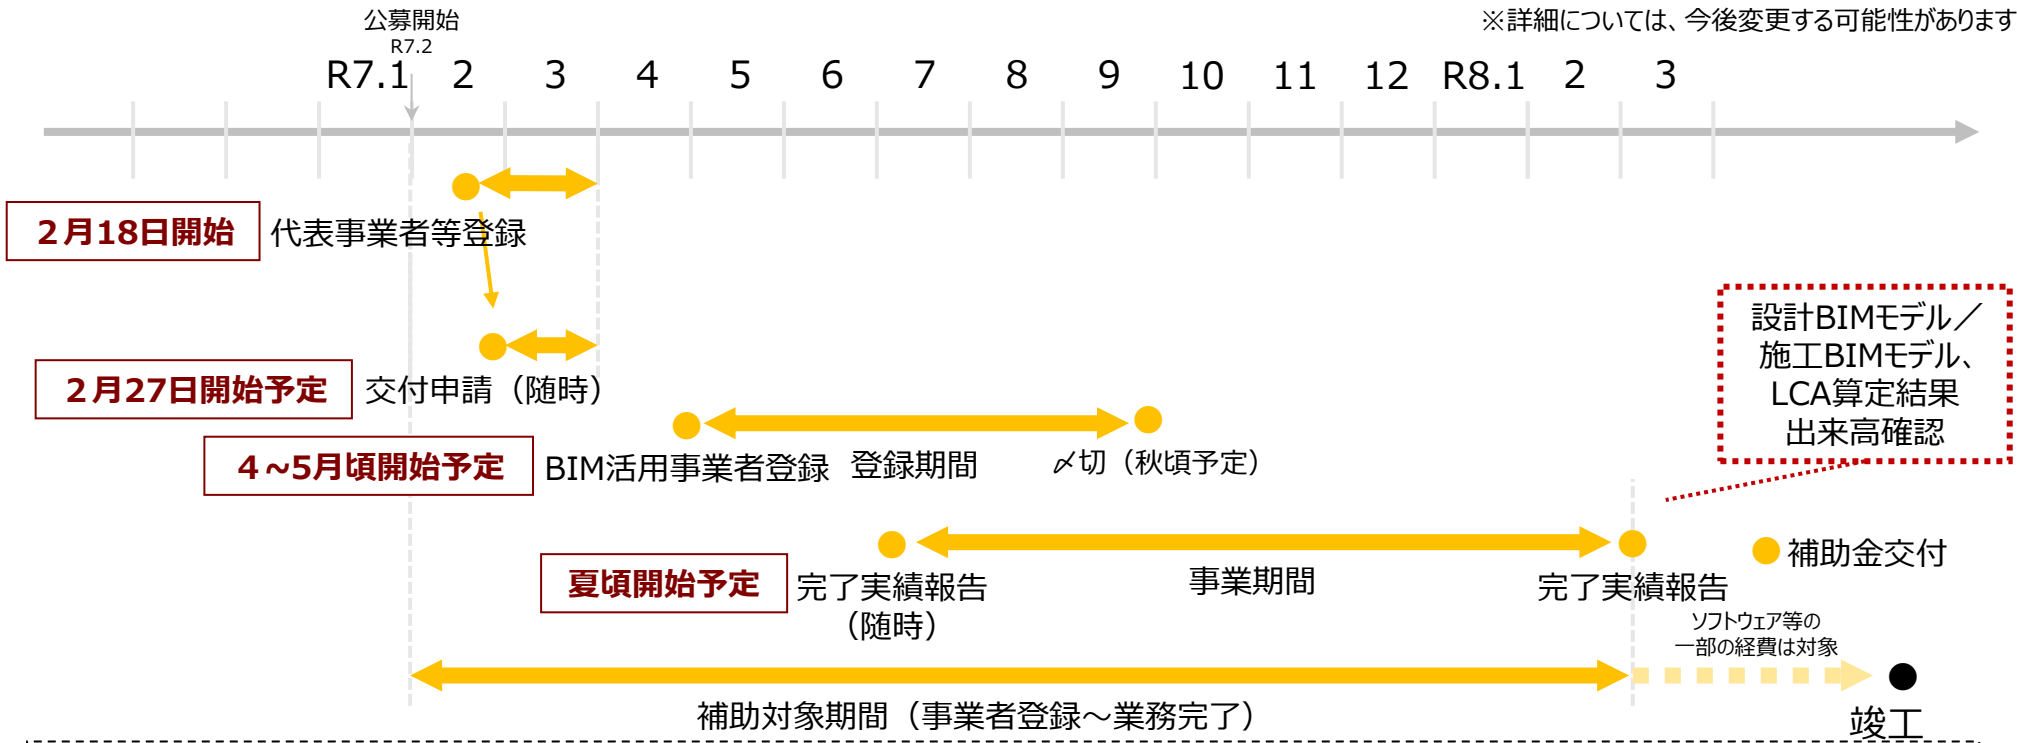 公募開始
R7.2
※詳細については、今後変更する可能性があります
R7.1 2 3 4 5 6 7 8 9 10 11 12 R8.1 2 3
２月18日開始
代表事業者等登録
２月27日開始予定
交付申請（随時）
４~5月頃開始予定
BIM活用事業者登録
登録期間
〆切（秋頃予定）
設計BIMモデル／
施工BIMモデル、
LCA算定結果
出来高確認
夏頃開始予定
完了実績報告
（随時）
事業期間
完了実績報告
補助金交付
ソフトウェア等の
一部の経費は対象
補助対象期間（事業者登録～業務完了）
竣工